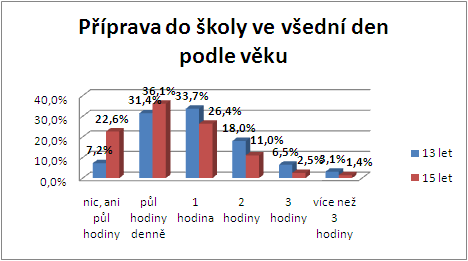 Příprava do školy ve všední den
podle věku
40,0%
30,0%
20,0%
10,0%
0,0%
7,2%
22,6%
31,4%
36,1%
33,7%
26,4%
18,0%
11,0%
6,5%
2,5%
3,1%
1,4%
nic, ani
půl
hodiny
půl
hodiny
denně
1
hodina
2
hodiny
3
hodiny
více než
3
hodiny
13 let
15 let